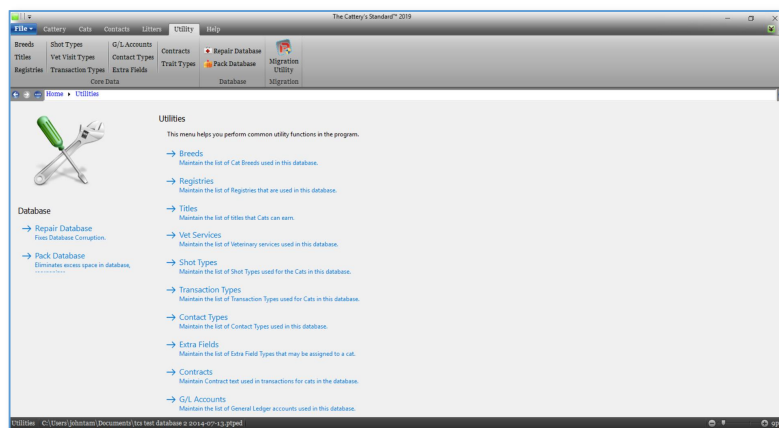 The Cattery's Standard™ 2019
File Cattery Cats Contacts Litters Utility Help
Breeds Shot Types G/L Accounts Contracts Repair Database
Titles Vet Visit Types Contact Types Trait Types Pack Database Migration Utility
Registries Transaction Types Extra Fields
Core Data Database Migration
Home Utilities
Utilities
This menu helps you perform common utility functions in the program.
Breeds
Maintain the list of Cat Breeds used in this database.
Registries
Maintain the list of Registries that are used in this database.
Titles
Maintain the list of titles that Cats can earn.
Vet Services
Maintain the list of Veterinary services used in this database.
Shot Types
Maintain the list of Shot Types used for the Cats in this database.
Transaction Types
Maintain the list of Transaction Types used for Cats in this database.
Contact Types
Maintain the list of Contact Types used in this database.
Extra Fields
Maintain the list of Extra Field Types that may be assigned to a cat.
Contracts
Maintain Contract text used in transactions for cats in the database.
G/L Accounts
Maintain the list of General Ledger accounts used in this database.
Database
Repair Database
Fixes Database Corruption.
Pack Database
Eliminates excess space in database,
Utilities C:\Users\johntam\Documents\tcs test database 2 2014-07-13.ptped